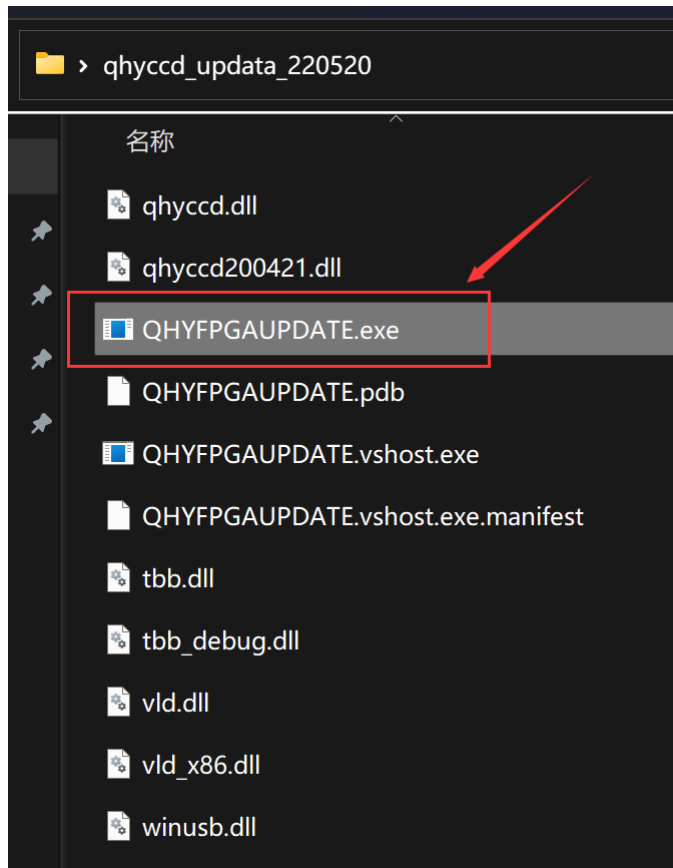 qhyccd_updata_220520
名称
qhyccd.dll
qhyccd200421.dll
QHYFPGAUPDATE.exe
QHYFPGAUPDATE.pdb
QHYFPGAUPDATE.vshost.exe
QHYFPGAUPDATE.vshost.exe.manifest
tbb.dll
tbb_debug.dll
vld.dll
vld_x86.dll
winusb.dll